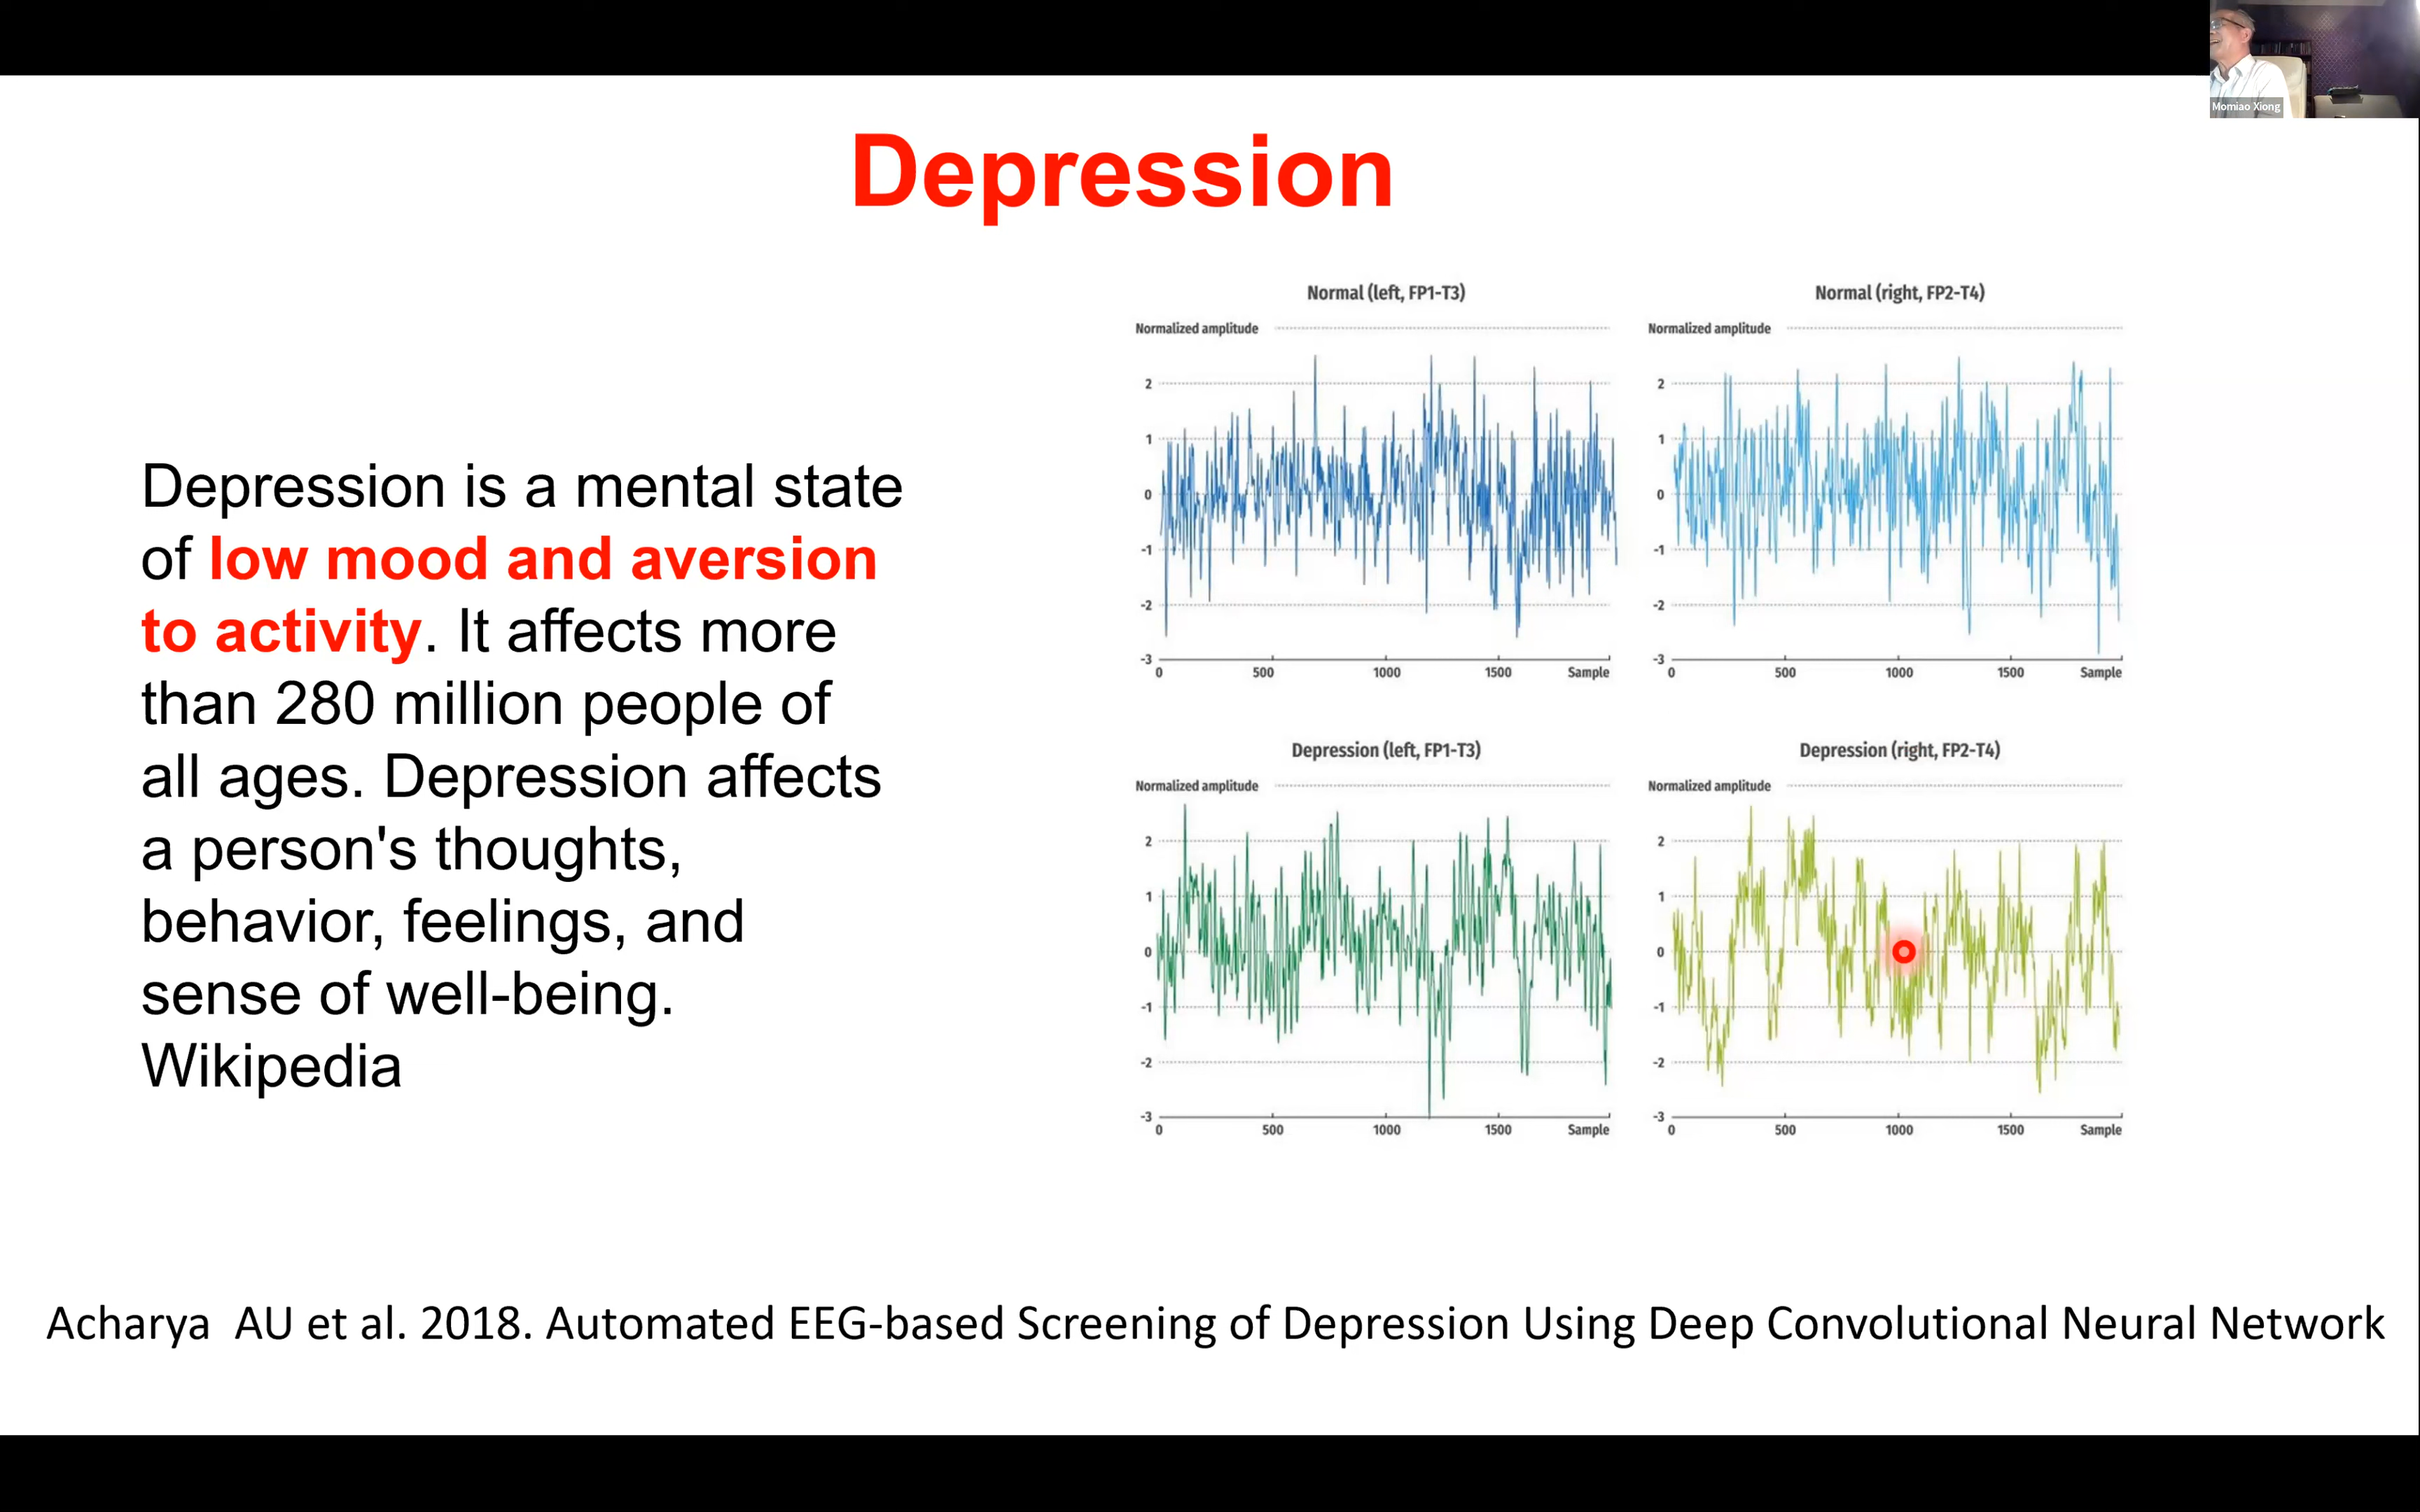 Momiao Xiong
Depression
Depression is a mental state
of low mood and aversion
to activity. It affects more
than 280 million people of
all ages. Depression affects
a person's thoughts,
behavior, feelings, and
sense of well-being.
Wikipedia
Normal (left, FP1-T3)
Normalized amplitude
2
1
0
-1
-2
-3
0 500 1000 1500 Sample
Normal (right, FP2-T4)
Normalized amplitude
2
1
0
-1
-2
-3
0 500 1000 1500 Sample
Depression (left, FP1-T3)
Normalized amplitude
2
1
0
-1
-2
-3
0 500 1000 1500 Sample
Depression (right, FP2-T4)
Normalized amplitude
2
1
0
-1
-2
-3
0 500 1000 1500 Sample
Acharya AU et al. 2018. Automated EEG-based Screening of Depression Using Deep Convolutional Neural Network